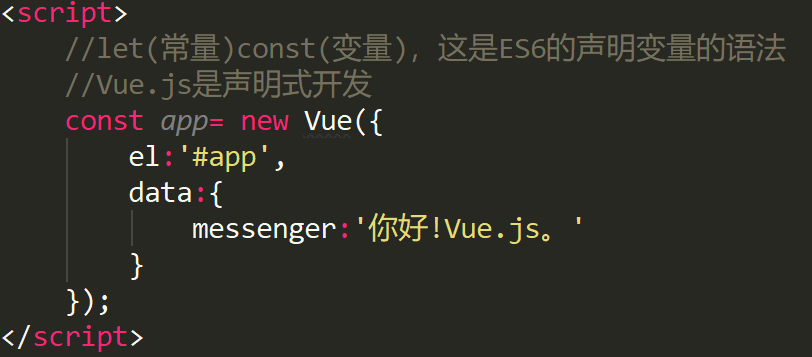 <script>
//let(常量)const(变量)，这是ES6的声明变量的语法
//Vue.js是声明式开发
const app= new Vue({
el:'#app',
data:{
messenger:'你好!Vue.js。'
}
});
</script>